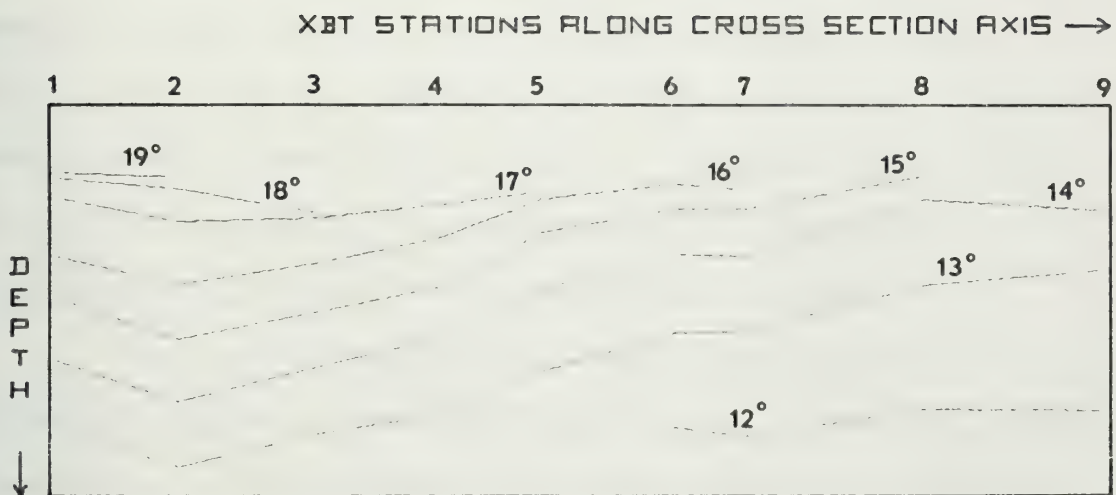 XBT STATIONS ALONG CROSS SECTION AXIS →
1 2 3 4 5 6 7 8 9
19° 18° 17° 16° 15° 14°
13°
12°
DEPTH ↓